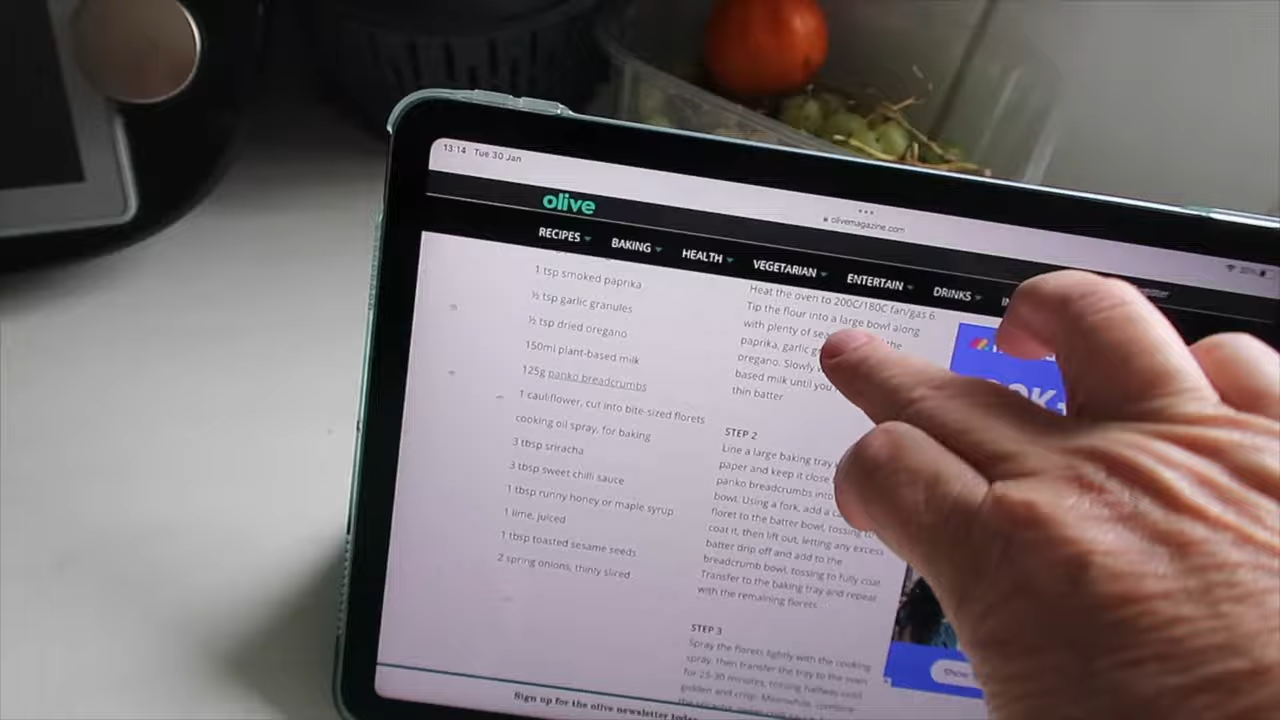 13:14 Tue 30 Jan
olivemagazine.com
olive
RECIPES
BAKING
HEALTH
VEGETARIAN
ENTERTAIN
DRINKS
1 tsp smoked paprika
½ tsp garlic granules
½ tsp dried oregano
150ml plant-based milk
125g panko breadcrumbs
1 cauliflower, cut into bite-sized florets
cooking oil spray, for baking
3 tbsp sriracha
3 tbsp sweet chilli sauce
1 tbsp runny honey or maple syrup
1 lime, juiced
1 tbsp toasted sesame seeds
2 spring onions, thinly sliced
Heat the oven to 200C/180C fan/gas 6
Tip the flour into a large bowl along
with plenty of the
paprika, garlic
oregano. Slowly
based milk until you
thin batter
STEP 2
Line a large baking tray
paper and keep it close
panko breadcrumbs into
bowl. Using a fork, add a
floret to the batter bowl, tossing to
coat it, then lift out, letting any excess
batter drip off and add to the
breadcrumb bowl, tossing to fully coat.
Transfer to the baking tray and repeat
with the remaining florets.
STEP 3
Spray the florets lightly with the cooking
spray, then transfer the tray to the oven
for 25-30 minutes, turning halfway until
golden and crisp. Meanwhile, combine
Show
Sign up for the olive newsletter today